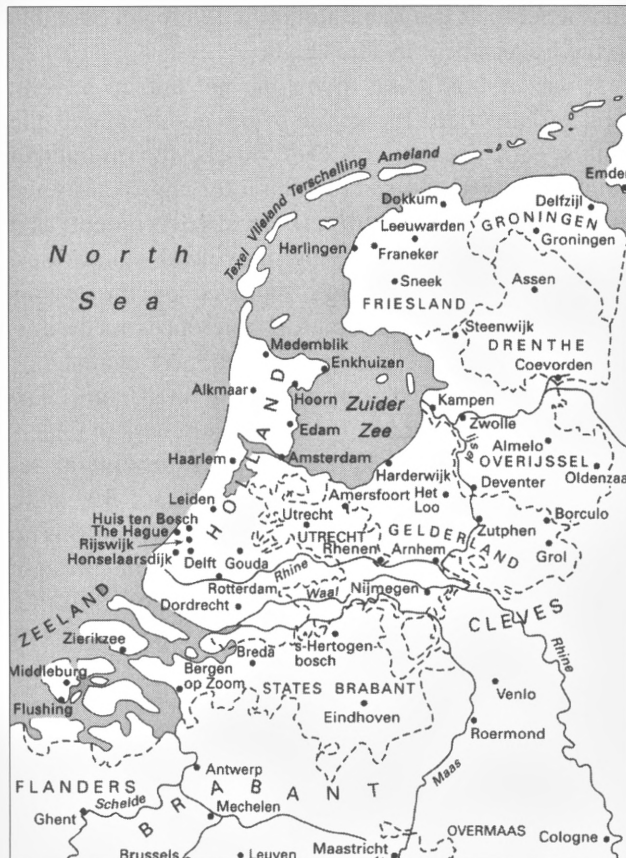 Emden
Texel Vlieland Terschelling Ameland
Dokkum
Delfzijl
GRONINGEN
Leeuwarden
Groningen
Harlingen
Franeker
North
Sea
Sneek
Assen
FRIESLAND
Steenwijk
DRENTHE
Medemblik
Enkhuizen
Coevorden
Alkmaar
Hoorn
Zuider
Zee
Kampen
Zwolle
HOLLAND
Edam
IJssel
Almelo
Haarlem
Amsterdam
OVERIJSSEL
Harderwijk
Oldenzaa
Leiden
Amersfoort
Het
Loo
Deventer
Huis ten Bosch
The Hague
Rijswijk
Honselaarsdijk
Utrecht
UTRECHT
GELDERLAND
Zutphen
Borculo
Rhenen
Arnhem
Grol
Delft
Gouda
Rhine
Rotterdam
Waal
Nijmegen
Dordrecht
CLEVES
ZEELAND
Zierikzee
Breda
s-Hertogen-
bosch
Rhine
Middleburg
Bergen
op Zoom
STATES BRABANT
Venlo
Flushing
Eindhoven
Roermond
Antwerp
Maas
FLANDERS
Schelde
BRABANT
Ghent
Mechelen
OVERMAAS
Cologne
Brussels
Leuven
Maastricht